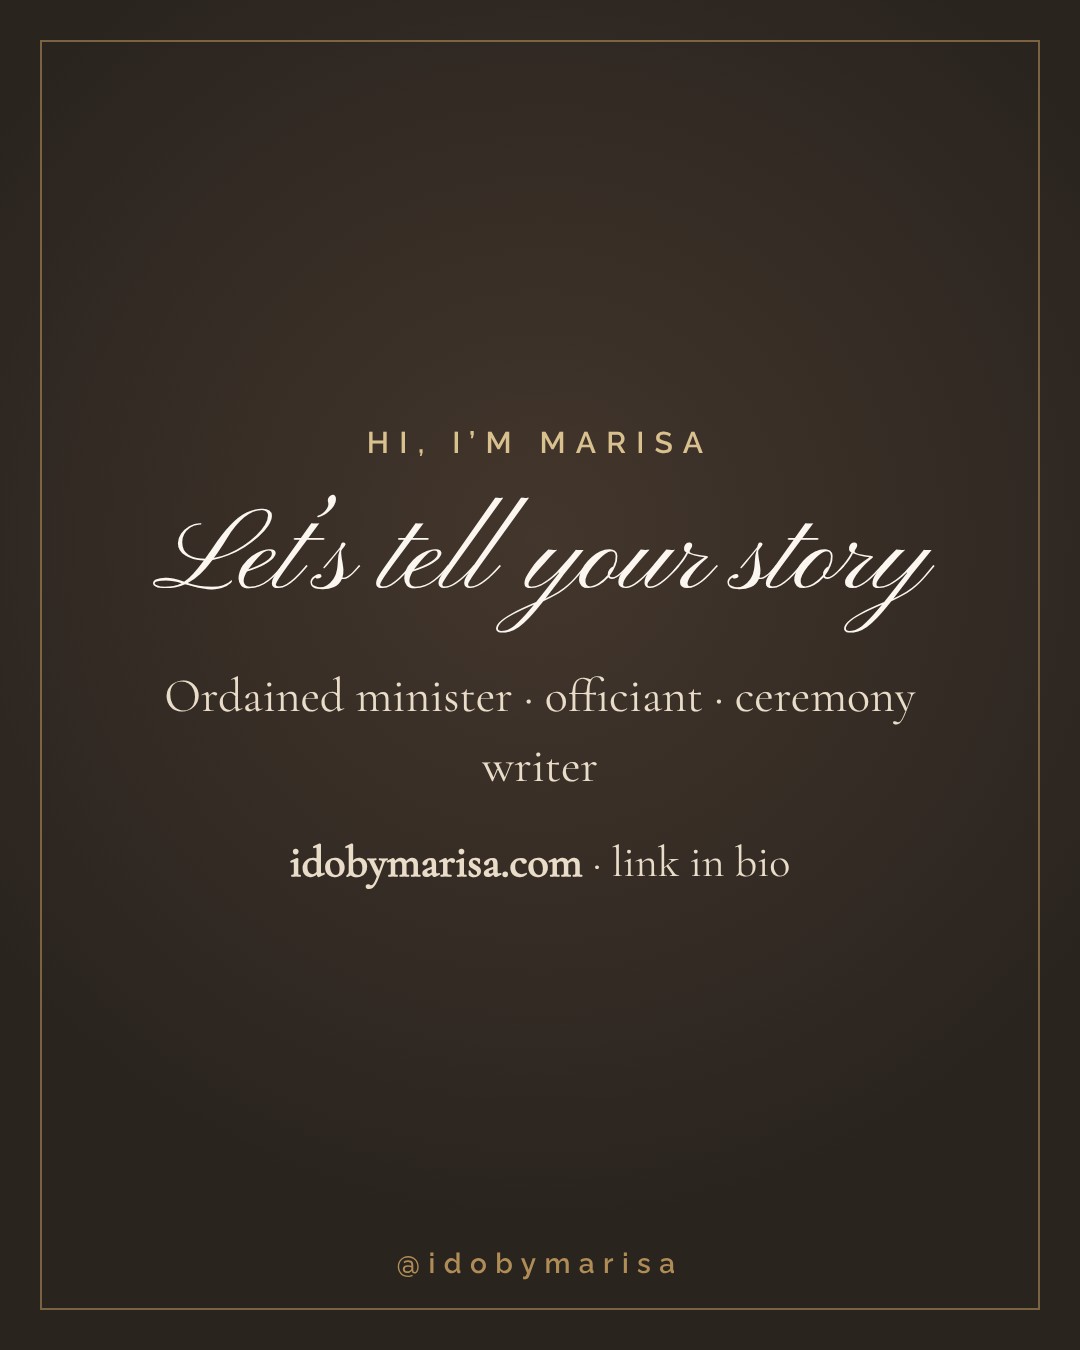 HI, I’M MARISA
Let’s tell your story
Ordained minister · officiant · ceremony
writer
idobymarisa.com · link in bio
@idobymarisa